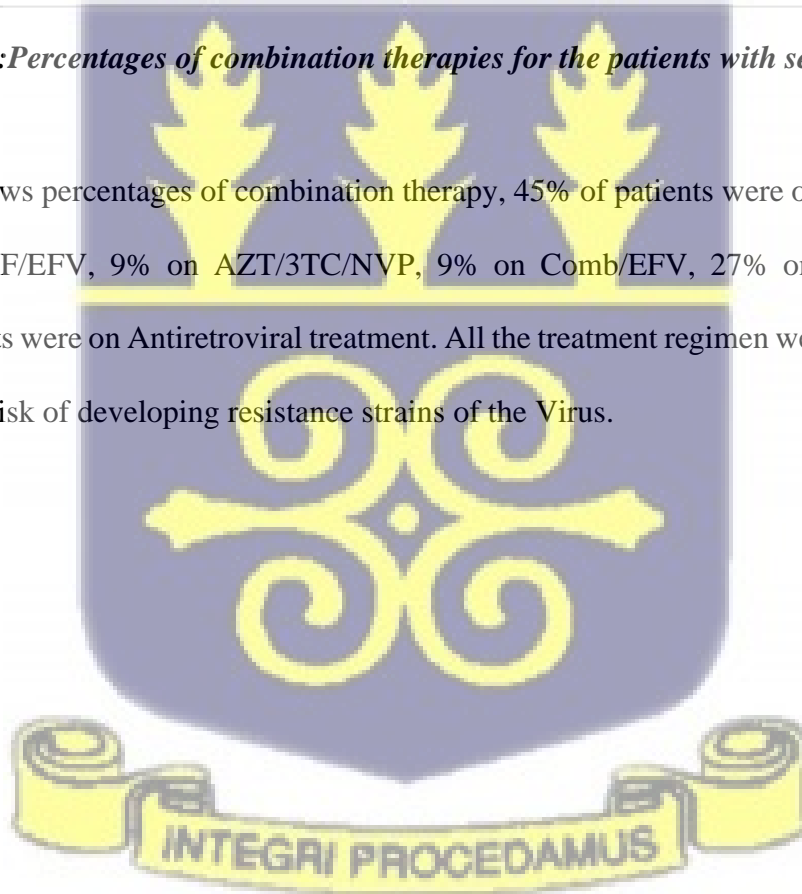 :Percentages of combination therapies for the patients with
ws percentages of combination therapy, 45% of patients were
F/EFV, 9% on AZT/3TC/NVP, 9% on Comb/EFV, 27%
ts were on Antiretroviral treatment. All the treatment regimen
isk of developing resistance strains of the Virus.
INTEGRI PROCEDAMUS